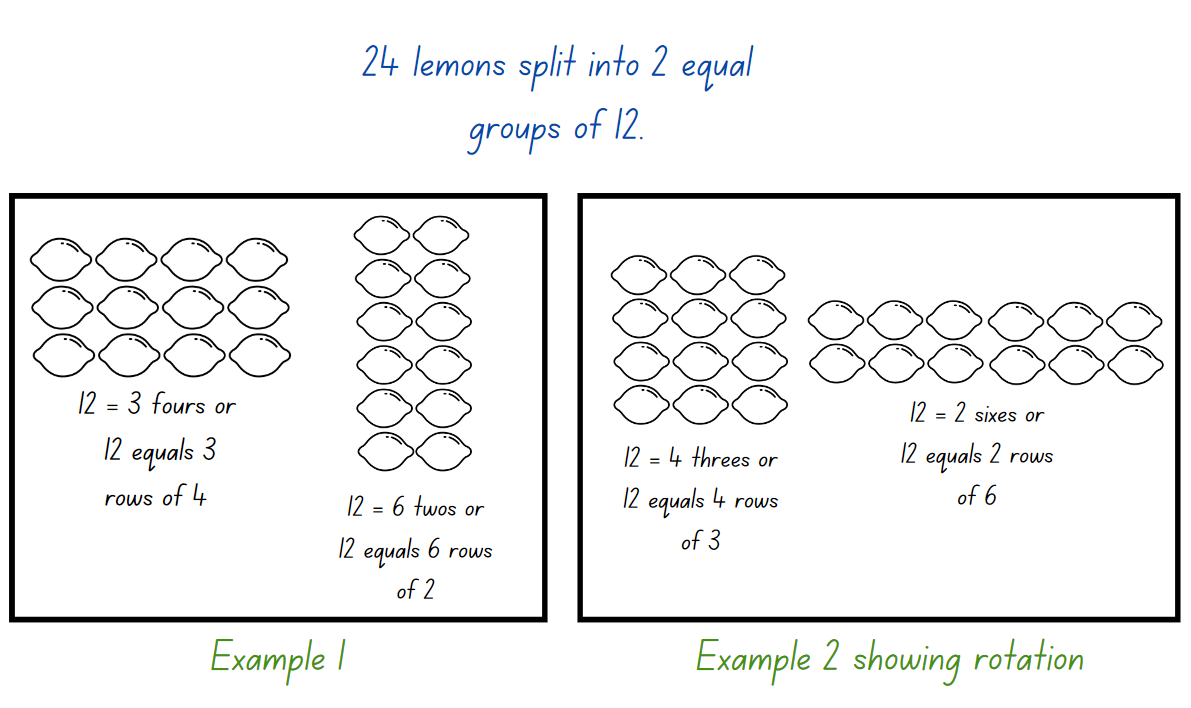 24 lemons split into 2 equal
groups of 12.
12 = 3 fours or
12 equals 3
rows of 4
12 = 6 twos or
12 equals 6 rows
of 2
12 = 4 threes or
12 equals 4 rows
of 3
12 = 2 sixes or
12 equals 2 rows
of 6
Example 1
Example 2 showing rotation